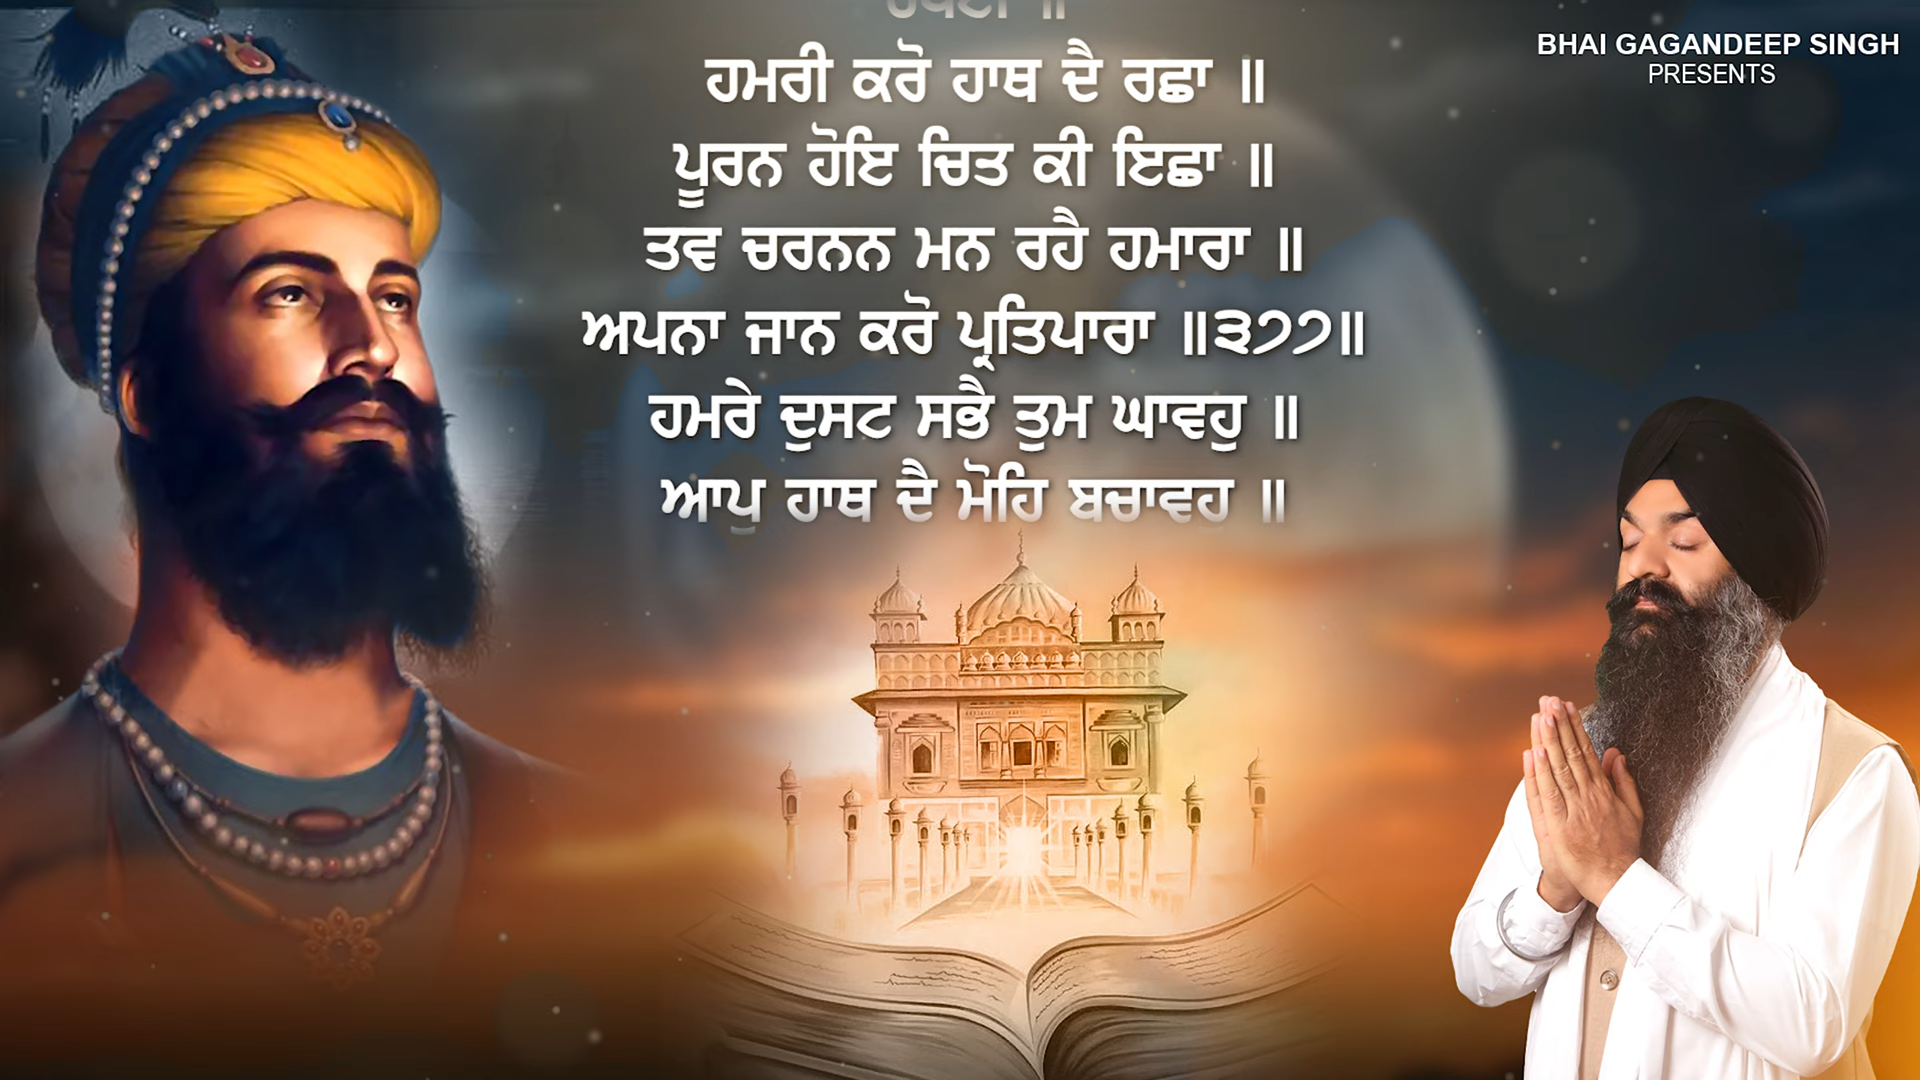 BHAI GAGANDEEP SINGH
PRESENTS
ਹਮਰੀ ਕਰੋ ਹਾਥ ਦੈ ਰਛਾ ॥
ਪੂਰਨ ਹੋਇ ਚਿਤ ਕੀ ਇਛਾ ॥
ਤਵ ਚਰਨਨ ਮਨ ਰਹੈ ਹਮਾਰਾ ॥
ਅਪਨਾ ਜਾਨ ਕਰੋ ਪ੍ਰਤਿਪਾਰਾ ॥੩੭੭॥
ਹਮਰੇ ਦੁਸਟ ਸਭੈ ਤੁਮ ਘਾਵਹੁ ॥
ਆਪੁ ਹਾਥ ਦੈ ਮੋਹਿ ਬਚਾਵਹ ॥